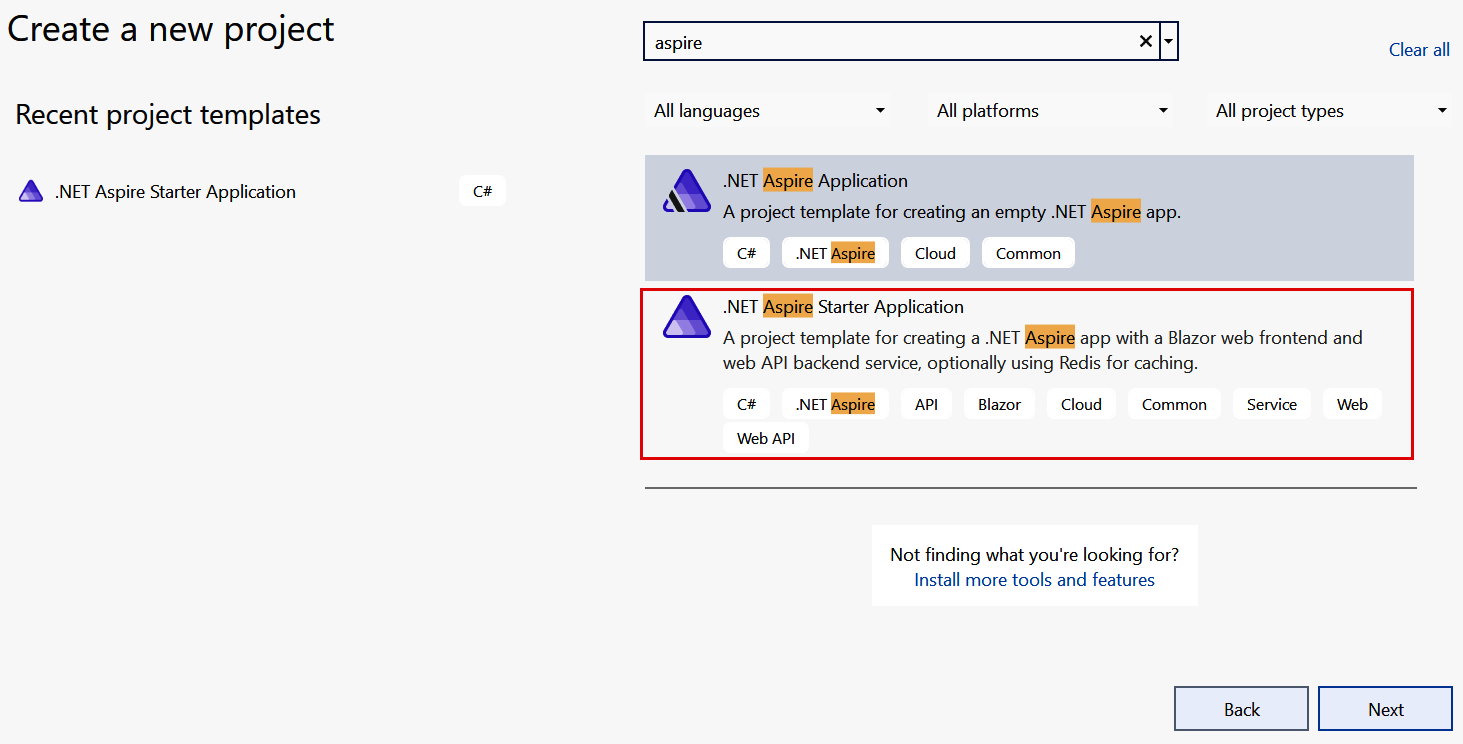 Create a new project
aspire
Clear all
Recent project templates
All languages
All platforms
All project types
.NET Aspire Starter Application
C#
.NET Aspire Application
A project template for creating an empty .NET Aspire app.
C#
.NET Aspire
Cloud
Common
.NET Aspire Starter Application
A project template for creating a .NET Aspire app with a Blazor web frontend and
web API backend service, optionally using Redis for caching.
C#
.NET Aspire
API
Blazor
Cloud
Common
Service
Web
Web API
Not finding what you're looking for?
Install more tools and features
Back
Next